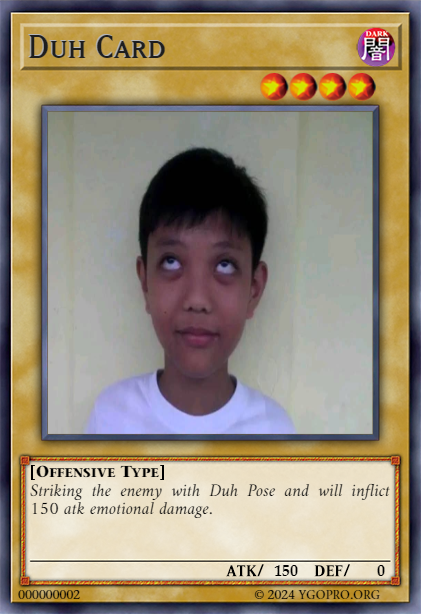 Duh Card
DARK
闇
[Offensive Type]
Striking the enemy with Duh Pose and will inflict
150 atk emotional damage.
ATK/ 150 DEF/ 0
000000002 © 2024 YGOPRO.ORG